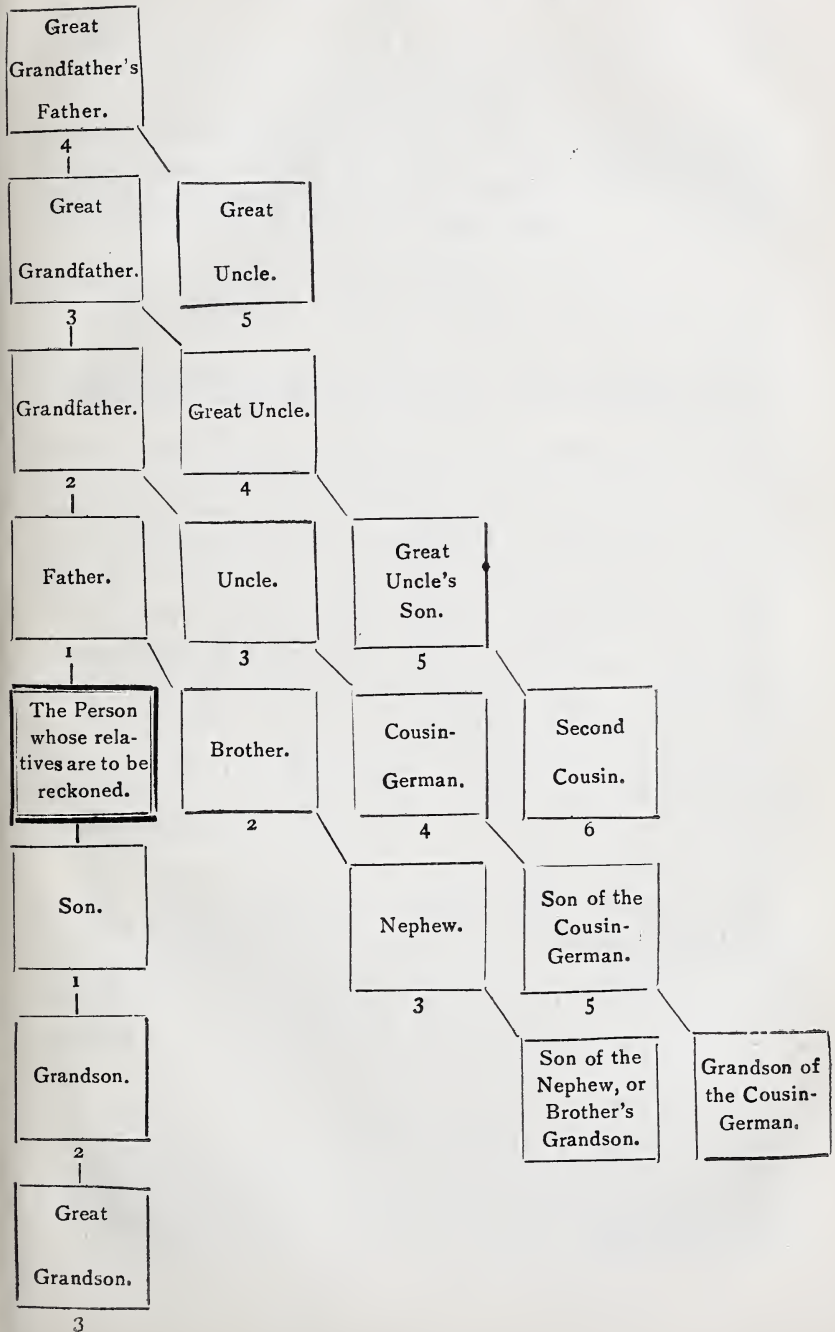 Great
Grandfather's
Father.
4
Great
Grandfather.
3
Great
Uncle.
5
Grandfather.
2
Great Uncle.
4
Father.
1
Uncle.
3
Great
Uncle's
Son.
5
The Person
whose rela-
tives are to be
reckoned.
Brother.
2
Cousin-
German.
4
Second
Cousin.
6
Son.
1
Nephew.
3
Son of the
Cousin-
German.
5
Grandson.
2
Son of the
Nephew, or
Brother's
Grandson.
Grandson of
the Cousin-
German.
Great
Grandson.
3